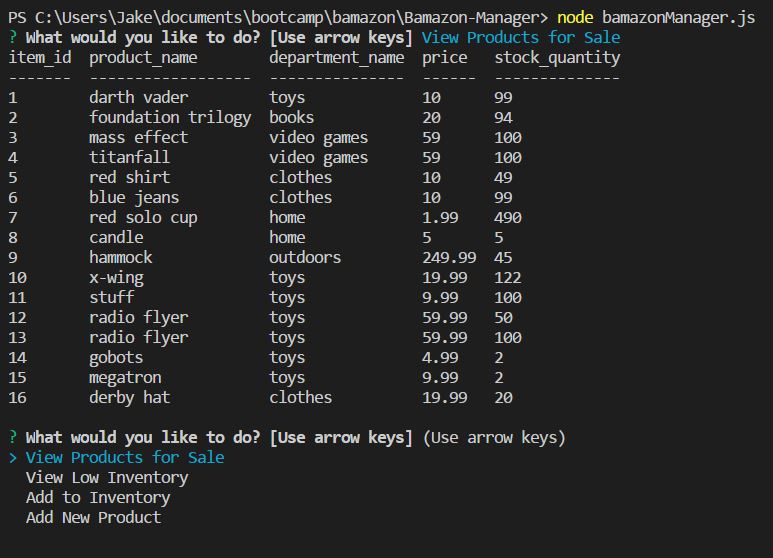 PS C:\Users\Jake\documents\bootcamp\bamazon\Bamazon-Manager> node bamazonManager.js
? What would you like to do? [Use arrow keys] View Products for Sale
item_id  product_name        department_name  price   stock_quantity
-------  ------------------  ---------------  ------  --------------
1        darth vader         toys             10      99
2        foundation trilogy  books            20      94
3        mass effect         video games      59      100
4        titanfall           video games      59      100
5        red shirt           clothes          10      49
6        blue jeans          clothes          10      99
7        red solo cup        home             1.99    490
8        candle              home             5       5
9        hammock             outdoors         249.99  45
10       x-wing              toys             19.99   122
11       stuff               toys             9.99    100
12       radio flyer         toys             59.99   50
13       radio flyer         toys             59.99   100
14       gobots              toys             4.99    2
15       megatron            toys             9.99    2
16       derby hat           clothes          19.99   20
? What would you like to do? [Use arrow keys] (Use arrow keys)
> View Products for Sale
  View Low Inventory
  Add to Inventory
  Add New Product